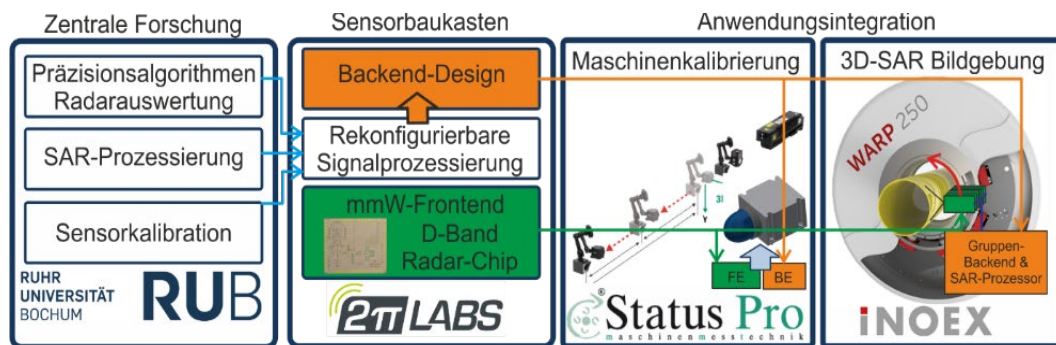 Zentrale Forschung
Präzisionsalgorithmen
Radarauswertung
SAR-Prozessierung
Sensorkalibration
RUHR
UNIVERSITÄT
BOCHUM
RUB
Sensorbaukasten
Backend-Design
Rekonfigurierbare
Signalprozessierung
mmW-Frontend
D-Band
Radar-Chip
2π LABS
Anwendungsintegration
Maschinenkalibrierung
FE
BE
Status Pro
maschinenmesstechnik
3D-SAR Bildgebung
WARP 250
Gruppen-
Backend &
SAR-Prozessor
iNOEX